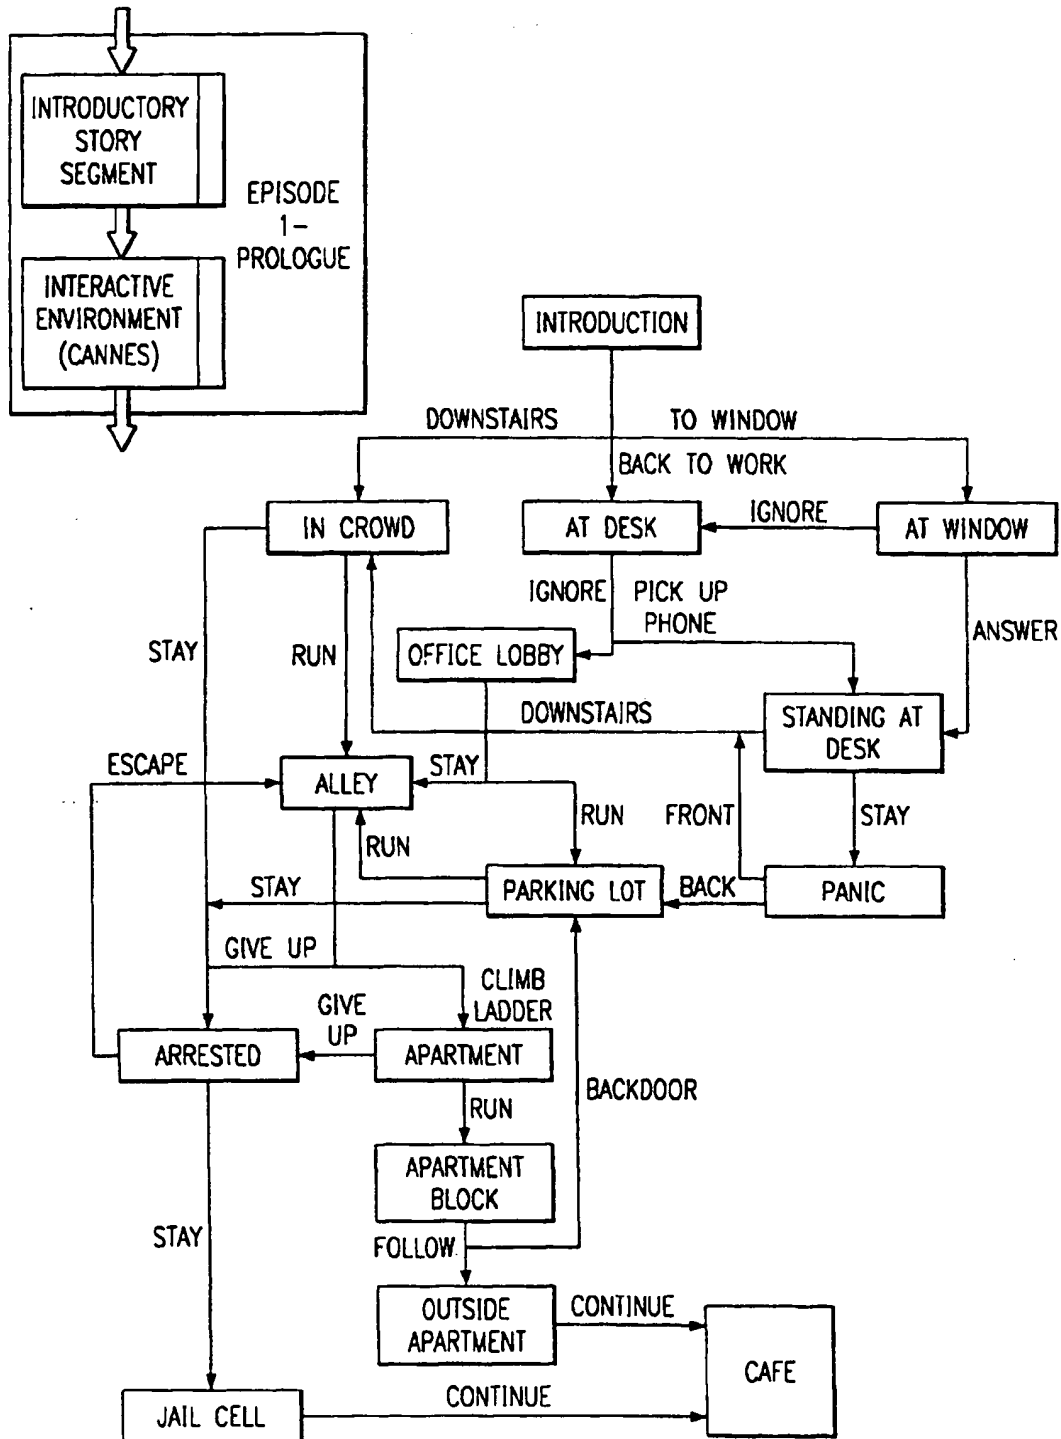 INTRODUCTORY
STORY
SEGMENT
EPISODE
1-
PROLOGUE
INTERACTIVE
ENVIRONMENT
(CANNES)
INTRODUCTION
DOWNSTAIRS
TO WINDOW
BACK TO WORK
IN CROWD
AT DESK
IGNORE
AT WINDOW
IGNORE
PICK UP
PHONE
ANSWER
STAY
RUN
OFFICE LOBBY
DOWNSTAIRS
STANDING AT
DESK
ESCAPE
ALLEY
STAY
RUN
FRONT
STAY
RUN
STAY
PARKING LOT
BACK
PANIC
GIVE UP
CLIMB
LADDER
GIVE
UP
ARRESTED
APARTMENT
BACKDOOR
RUN
APARTMENT
BLOCK
STAY
FOLLOW
OUTSIDE
APARTMENT
CONTINUE
CAFE
JAIL CELL
CONTINUE